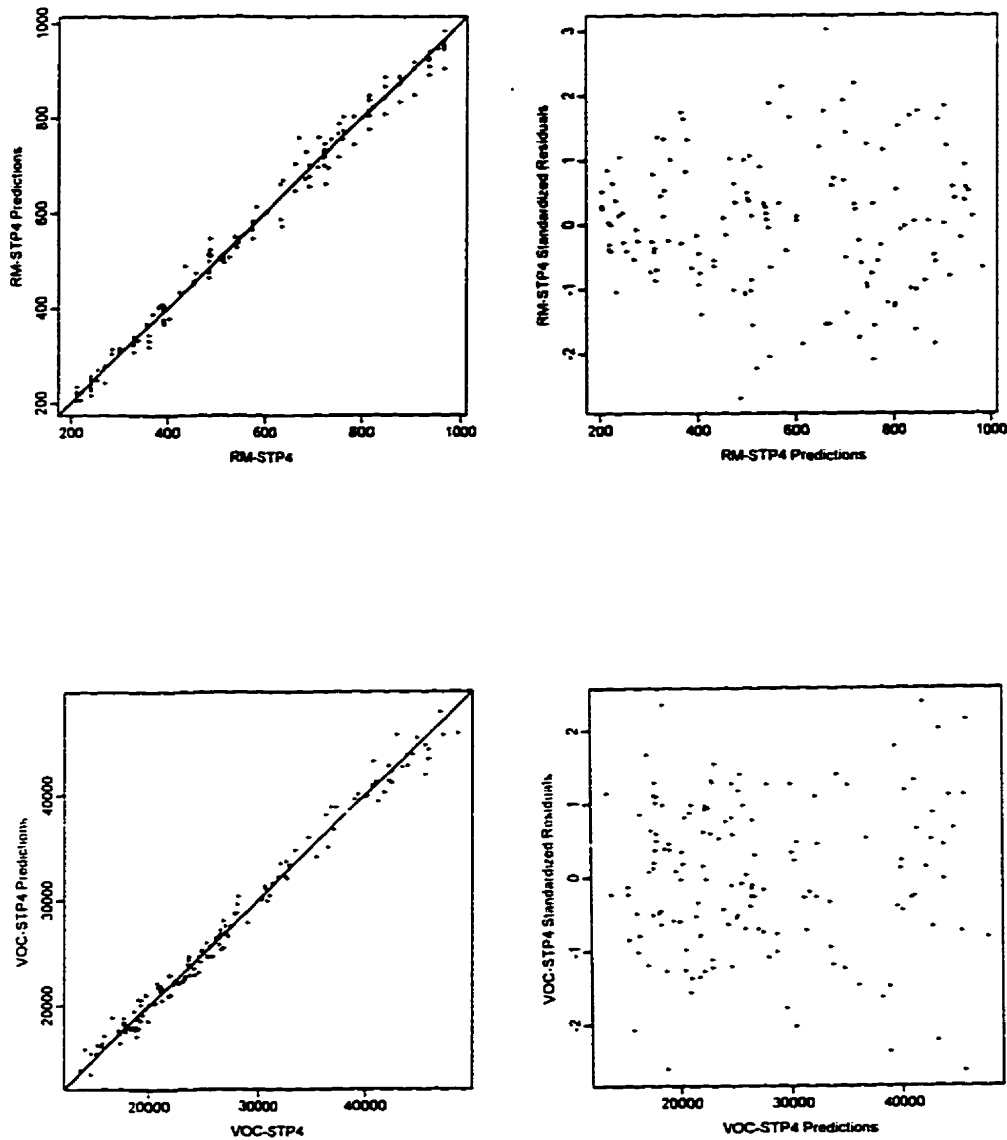 1000
800
600
400
200
RM-STP4 Predictions
200 400 600 800 1000
RM-STP4
3
2
1
0
-1
-2
RM-STP4 Standardized Residuals
200 400 600 800 1000
RM-STP4 Predictions
40000
30000
20000
VOC-STP4 Predictions
20000 30000 40000
VOC-STP4
2
1
0
-1
-2
VOC-STP4 Standardized Residuals
20000 30000 40000
VOC-STP4 Predictions